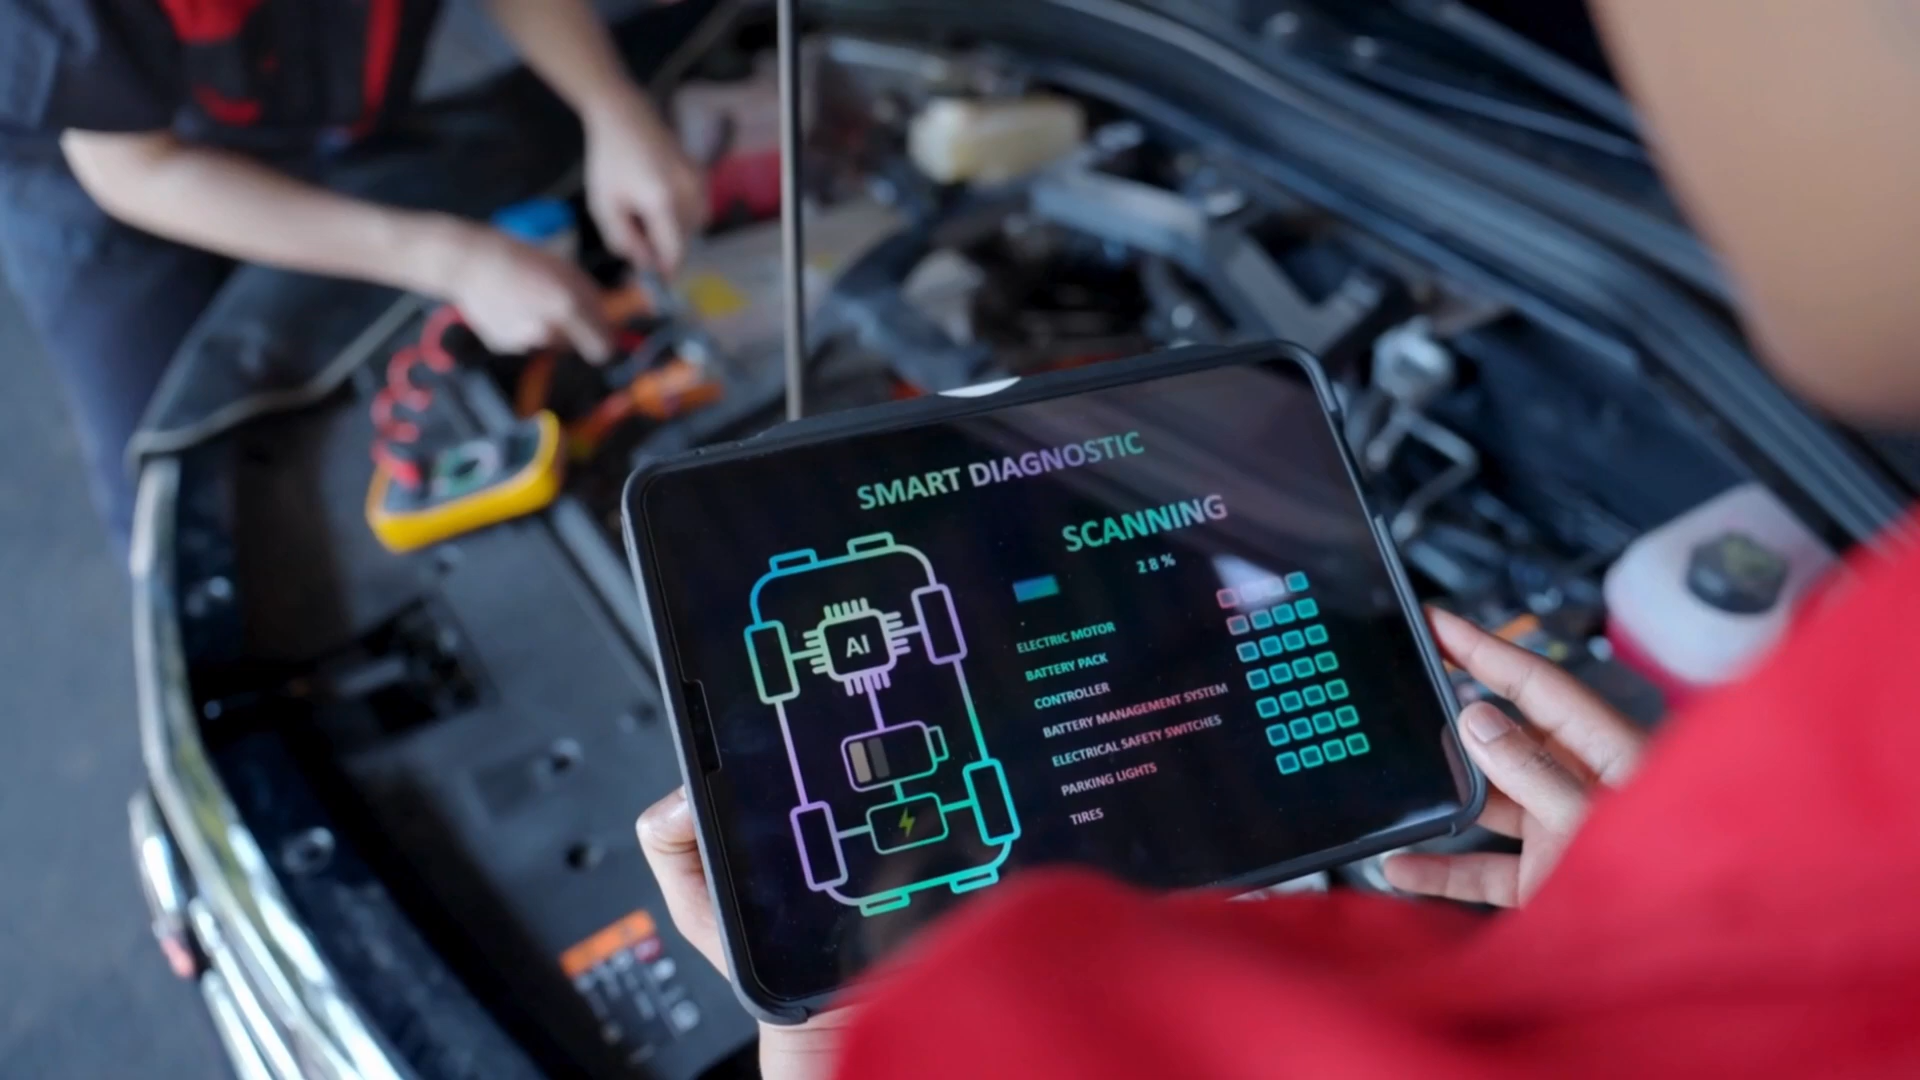 SMART DIAGNOSTIC
SCANNING
28%
AI
ELECTRIC MOTOR
BATTERY PACK
CONTROLLER
BATTERY MANAGEMENT SYSTEM
ELECTRICAL SAFETY SWITCHES
PARKING LIGHTS
TIRES